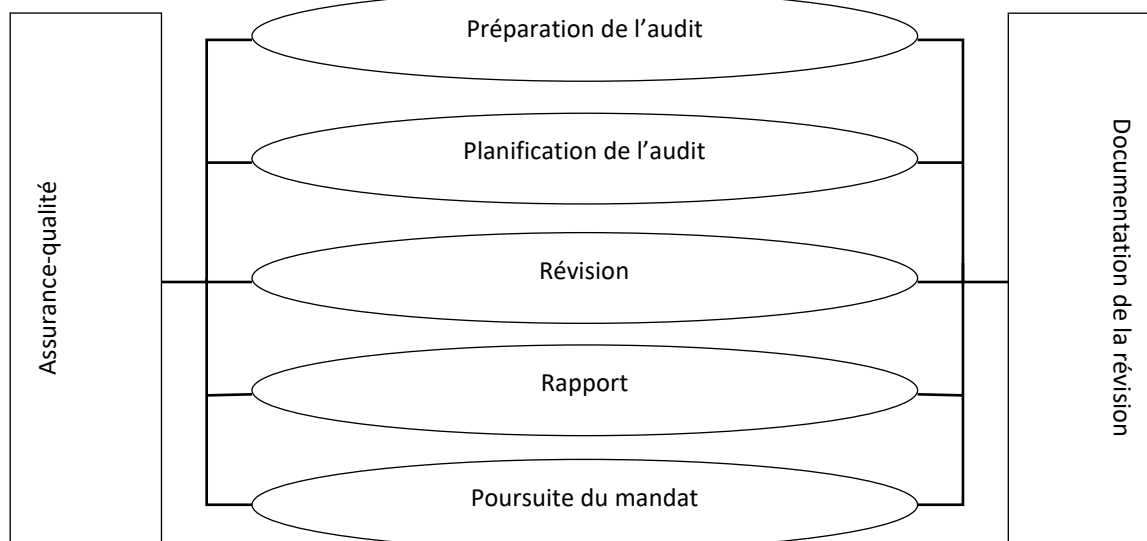 Assurance-qualité
Préparation de l’audit
Planification de l’audit
Révision
Rapport
Poursuite du mandat
Documentation de la révision